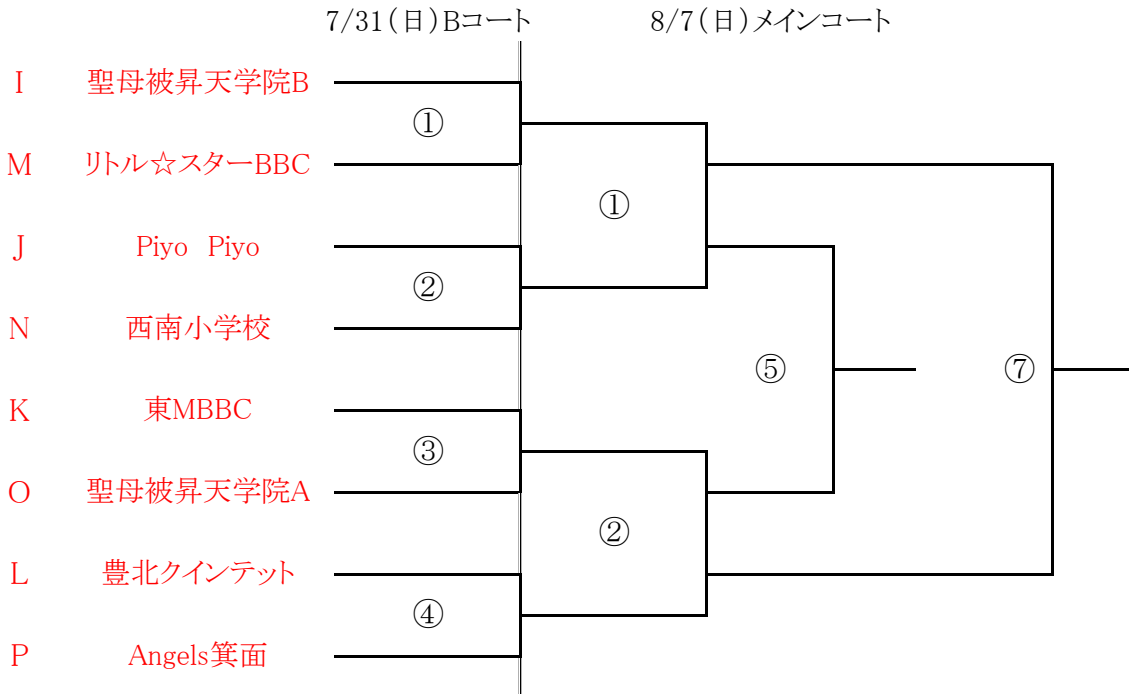 7/31(日)Bコート 8/7(日)メインコート
I 聖母被昇天学院B
①
M リトル☆スターBBC
①
J Piyo Piyo
②
N 西南小学校
⑤ ⑦
K 東MBBC
③
O 聖母被昇天学院A
②
L 豊北クインテット
④
P Angels箕面